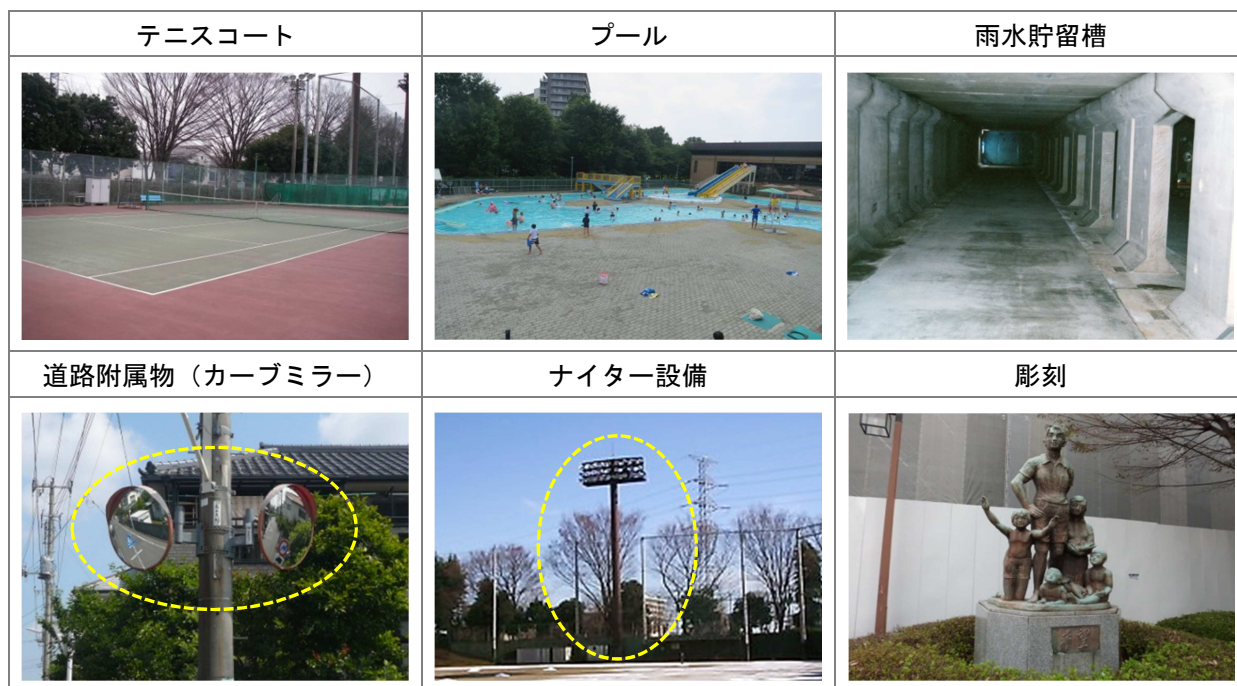 テニスコート
プール
雨水貯留槽
道路附属物（カーブミラー）
ナイター設備
彫刻